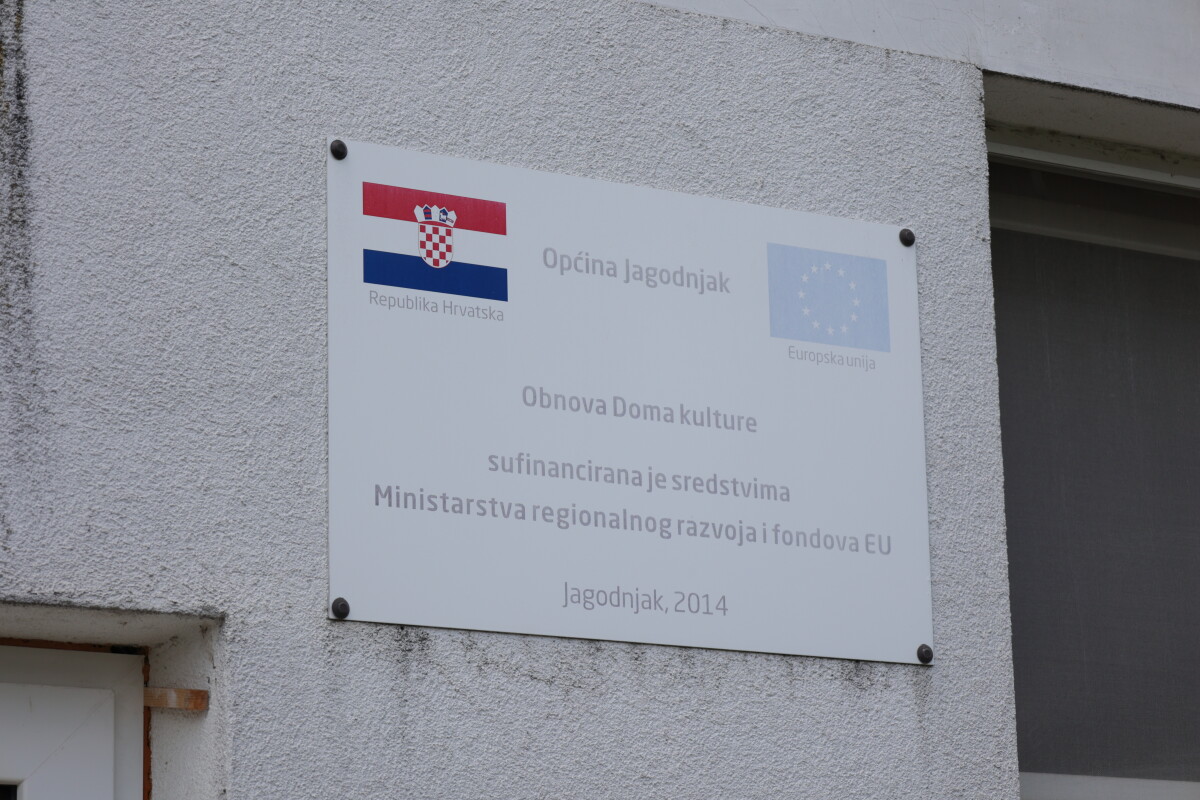 Republika Hrvatska
Općina Jagodnjak
Europska unija
Obnova Doma kulture
sufinancirana je sredstvima
Ministarstva regionalnog razvoja i fondova EU
Jagodnjak, 2014